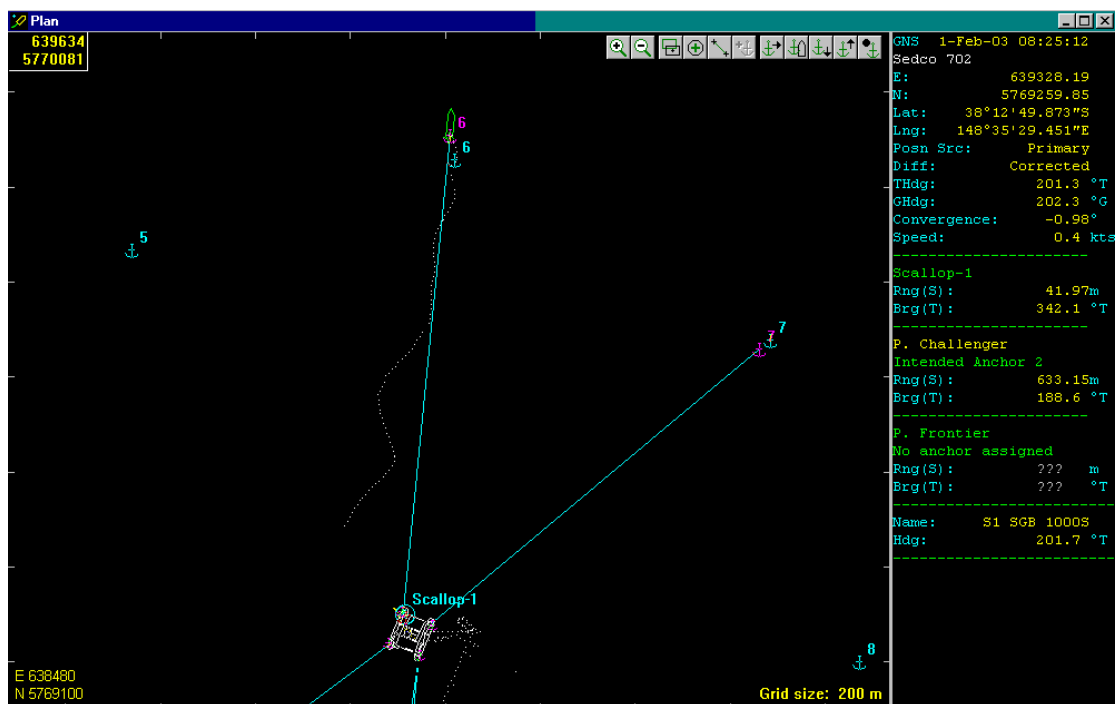 Plan
639634
5770081
6
6
5
7
7
Scallop-1
8
E 638480
N 5769100
Grid size: 200 m
GNS 1-Feb-03 08:25:12
Sedco 702
E: 639328.19
N: 5769259.85
Lat: 38°12'49.873"S
Lng: 148°35'29.451"E
Posn Src: Primary
Diff: Corrected
THdg: 201.3 °T
GHdg: 202.3 °G
Convergence: -0.98°
Speed: 0.4 kts
Scallop-1
Rng(S): 41.97m
Brg(T): 342.1 °T
P. Challenger
Intended Anchor 2
Rng(S): 633.15m
Brg(T): 188.6 °T
P. Frontier
No anchor assigned
Rng(S): ??? m
Brg(T): ??? °T
Name: S1 SGB 1000S
Hdg: 201.7 °T